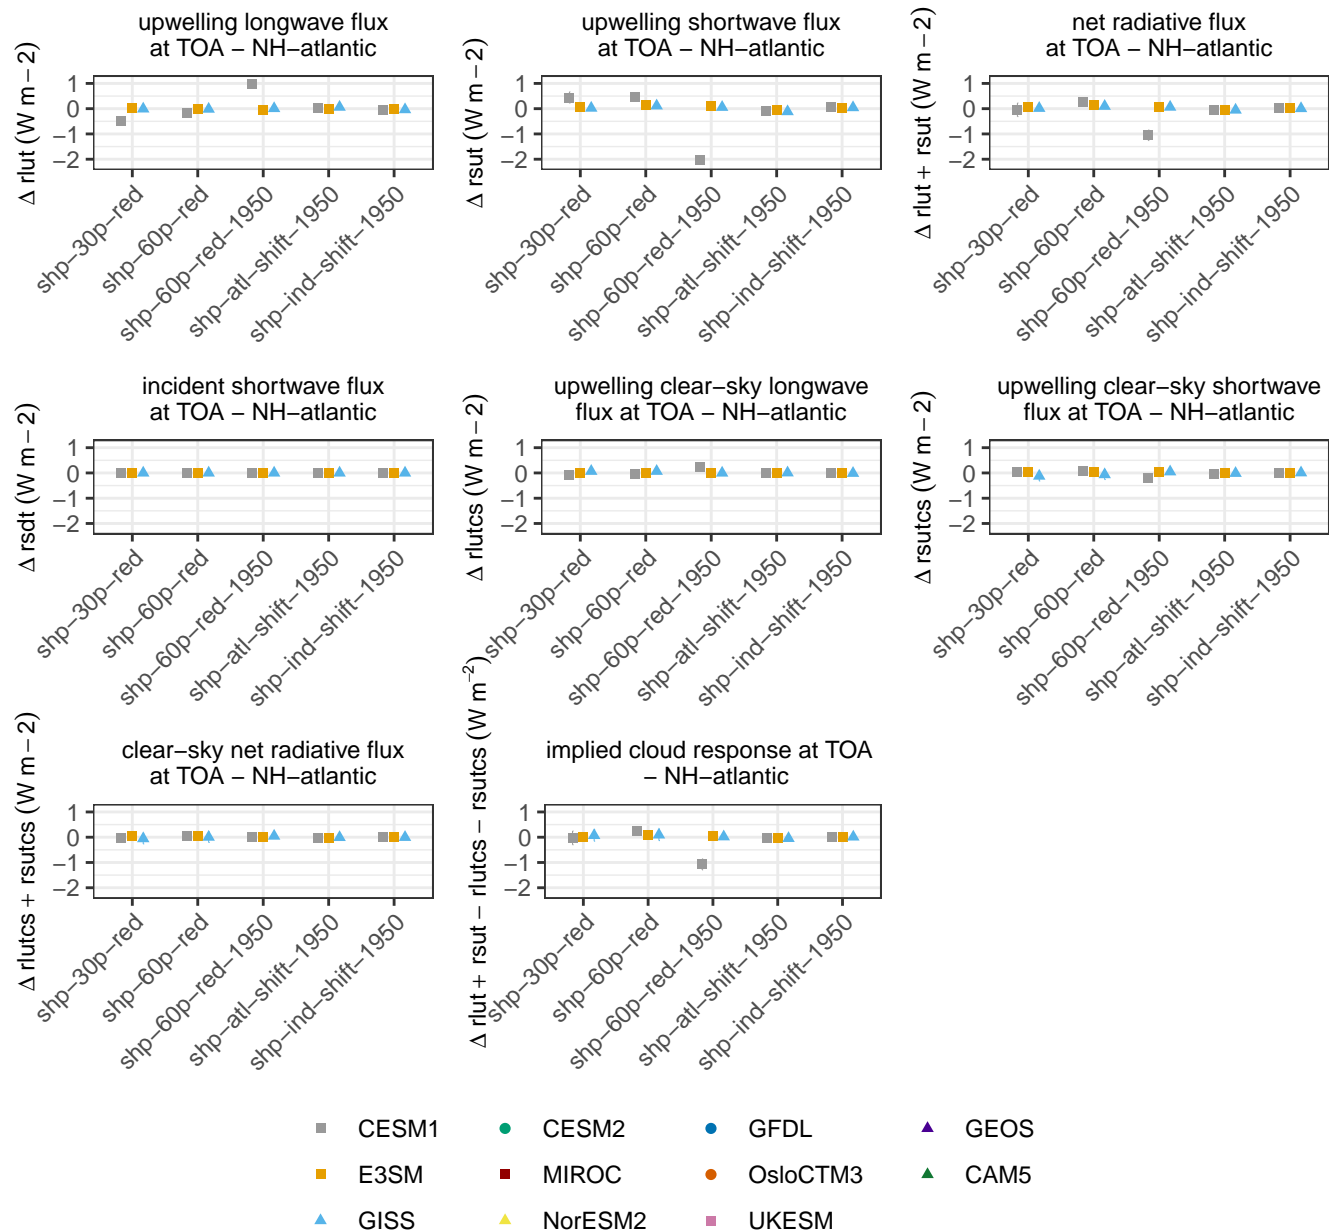 upwelling longwave flux
at TOA − NH−atlantic
Δ rlut (W m−2)
1
0
−1
−2
shp−30p−red
shp−60p−red
shp−60p−red−1950
shp−atl−shift−1950
shp−ind−shift−1950
upwelling shortwave flux
at TOA − NH−atlantic
Δ rsut (W m−2)
1
0
−1
−2
shp−30p−red
shp−60p−red
shp−60p−red−1950
shp−atl−shift−1950
shp−ind−shift−1950
net radiative flux
at TOA − NH−atlantic
Δ rlut + rsut (W m−2)
1
0
−1
−2
shp−30p−red
shp−60p−red
shp−60p−red−1950
shp−atl−shift−1950
shp−ind−shift−1950
incident shortwave flux
at TOA − NH−atlantic
Δ rsdt (W m−2)
1
0
−1
−2
shp−30p−red
shp−60p−red
shp−60p−red−1950
shp−atl−shift−1950
shp−ind−shift−1950
upwelling clear−sky longwave
flux at TOA − NH−atlantic
Δ rlutcs (W m−2)
1
0
−1
−2
shp−30p−red
shp−60p−red
shp−60p−red−1950
shp−atl−shift−1950
shp−ind−shift−1950
upwelling clear−sky shortwave
flux at TOA − NH−atlantic
Δ rsutcs (W m−2)
1
0
−1
−2
shp−30p−red
shp−60p−red
shp−60p−red−1950
shp−atl−shift−1950
shp−ind−shift−1950
clear−sky net radiative flux
at TOA − NH−atlantic
Δ rlutcs + rsutcs (W m−2)
1
0
−1
−2
shp−30p−red
shp−60p−red
shp−60p−red−1950
shp−atl−shift−1950
shp−ind−shift−1950
implied cloud response at TOA
− NH−atlantic
Δ rlut + rsut − rlutcs − rsutcs (W m⁻²)
1
0
−1
−2
shp−30p−red
shp−60p−red
shp−60p−red−1950
shp−atl−shift−1950
shp−ind−shift−1950
CESM1 CESM2 GFDL GEOS
E3SM MIROC OsloCTM3 CAM5
GISS NorESM2 UKESM